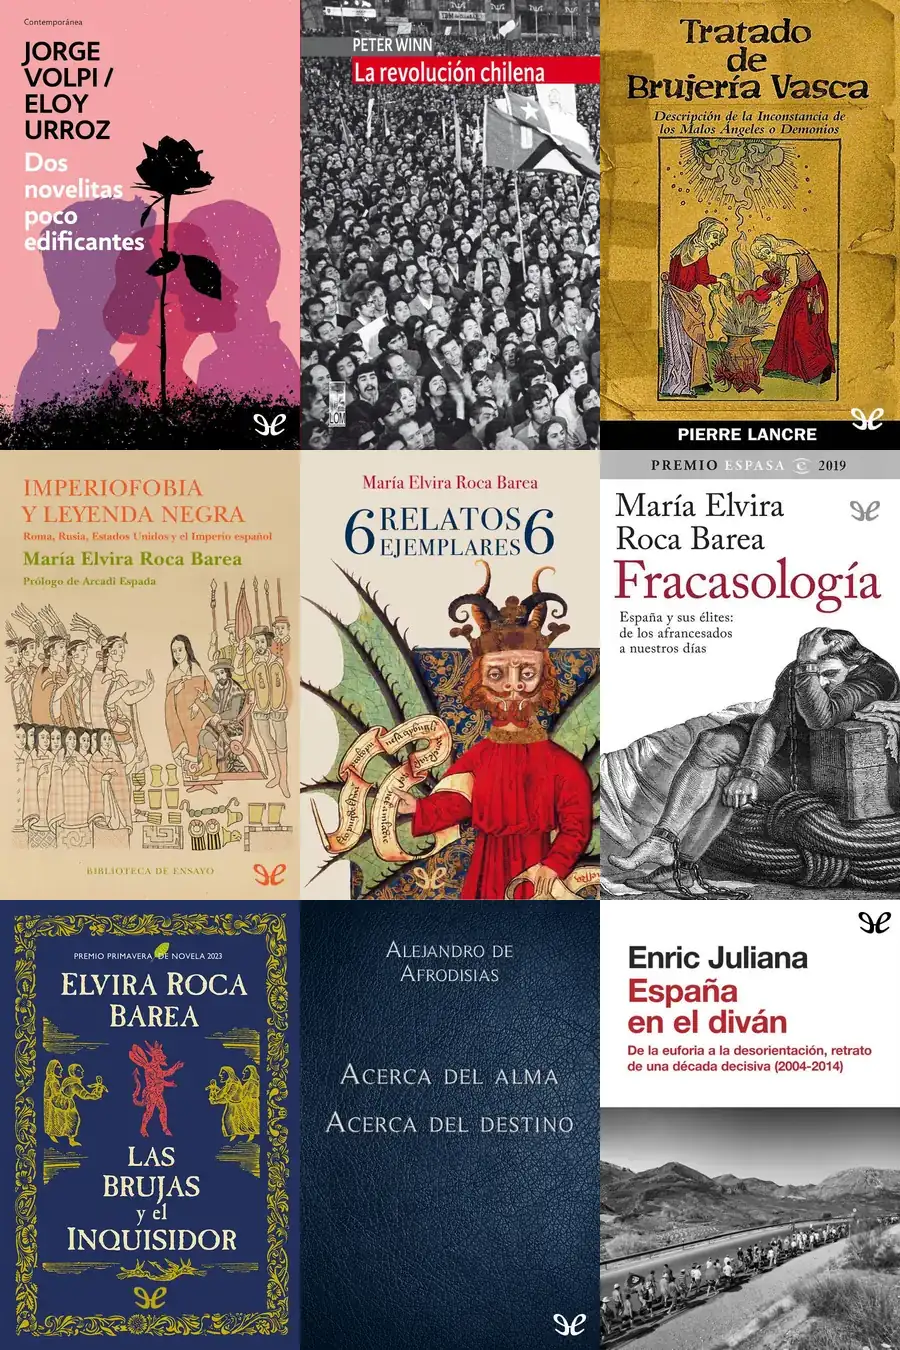 Contemporánea
JORGE
VOLPI /
ELOY
URROZ
Dos
novelitas
poco
edificantes
PETER WINN
La revolución chilena
LOM
Tratado
de
Brujería Vasca
Descripción de la Inconstancia de
los Malos Ángeles o Demonios
PIERRE LANCRE
IMPERIOFOBIA
Y LEYENDA NEGRA
Roma, Rusia, Estados Unidos y el Imperio español
María Elvira Roca Barea
Prólogo de Arcadi Espada
BIBLIOTECA DE ENSAYO
María Elvira Roca Barea
6 RELATOS 6
EJEMPLARES
PREMIO ESPASA 2019
María Elvira
Roca Barea
Fracasología
España y sus élites:
de los afrancesados
a nuestros días
PREMIO PRIMAVERA DE NOVELA 2023
ELVIRA ROCA
BAREA
LAS
BRUJAS
y el
INQUISIDOR
ALEJANDRO DE
AFRODISIAS
ACERCA DEL ALMA
ACERCA DEL DESTINO
Enric Juliana
España
en el diván
De la euforia a la desorientación, retrato
de una década decisiva (2004-2014)